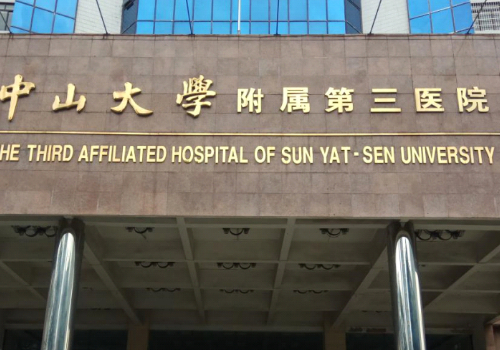 中山大學附属第三医院
HE THIRD AFFILIATED HOSPITAL OF SUN YAT-SEN UNIVERSITY